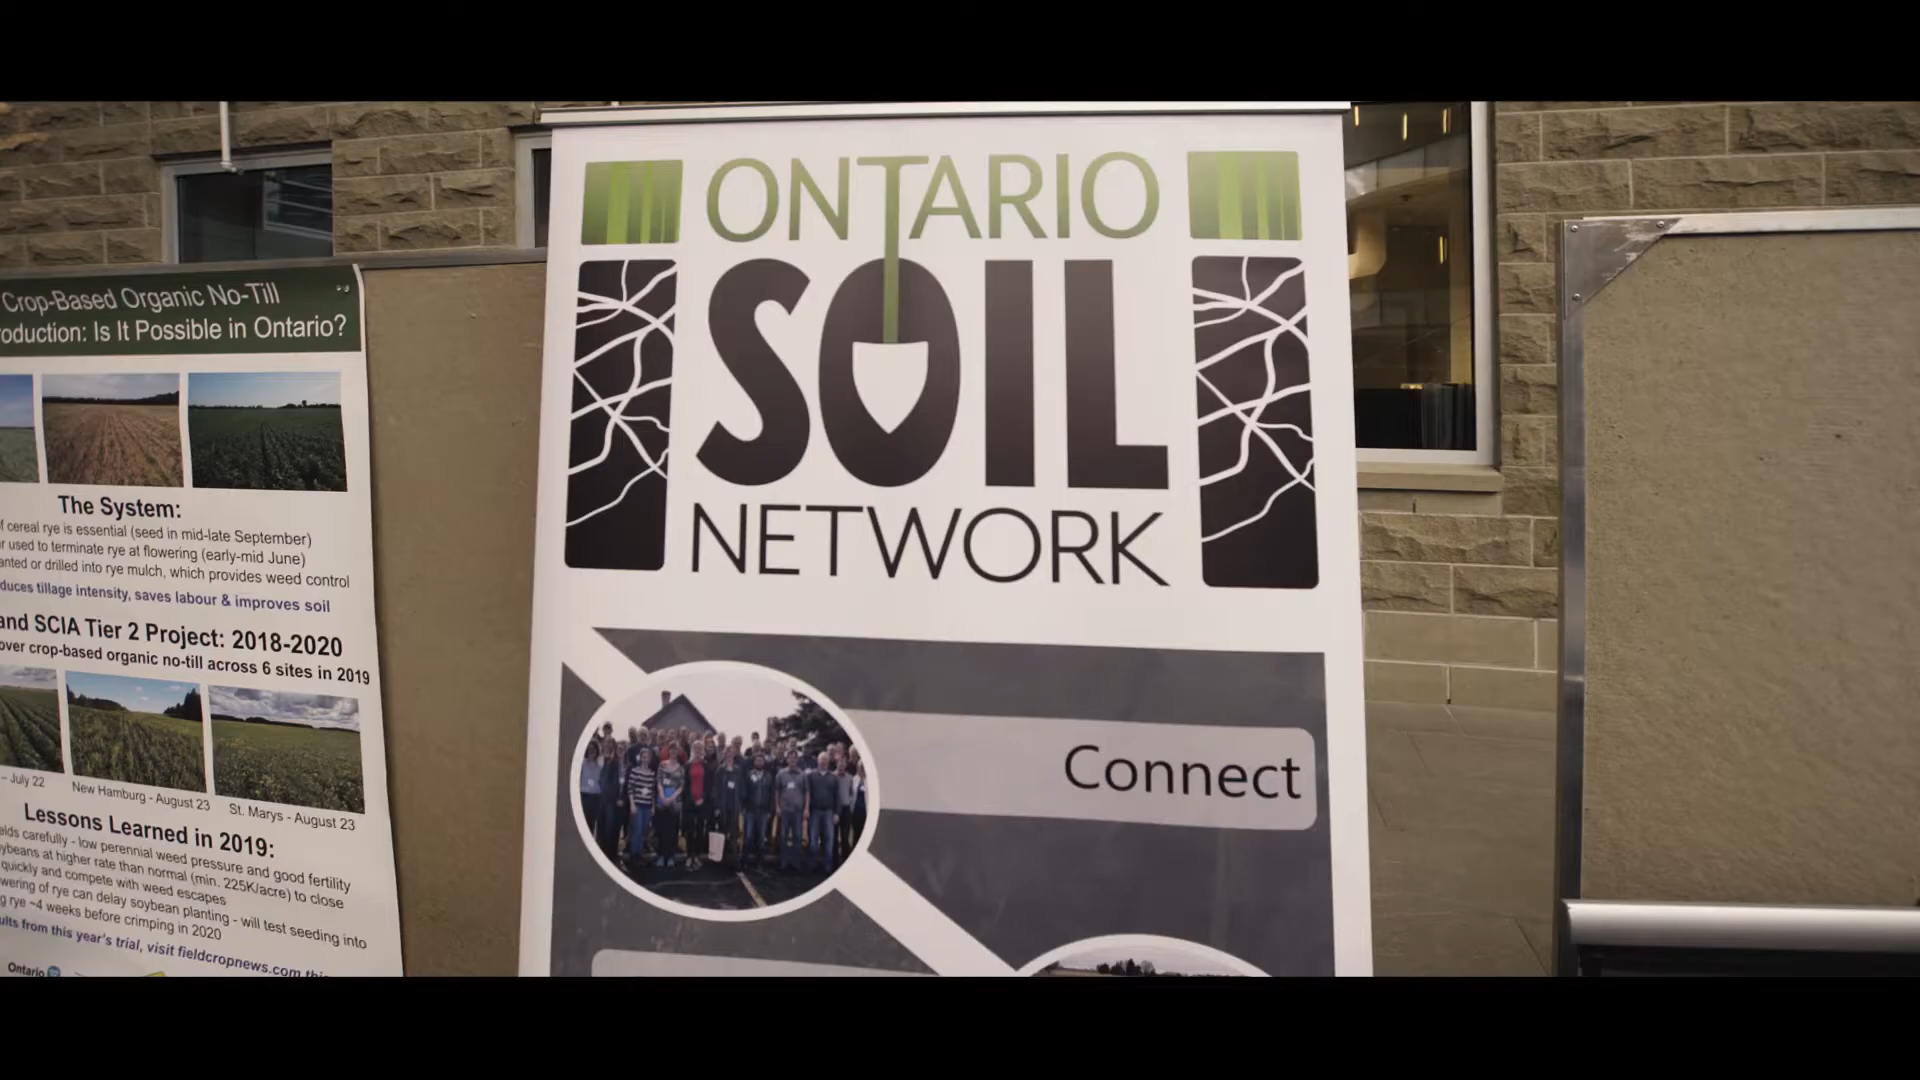 Crop-Based Organic No-Till
oduction: Is It Possible in Ontario?
The System:
f cereal rye is essential (seed in mid-late September)
r used to terminate rye at flowering (early-mid June)
anted or drilled into rye mulch, which provides weed control
duces tillage intensity, saves labour & improves soil
and SCIA Tier 2 Project: 2018-2020
over crop-based organic no-till across 6 sites in 2019
– July 22
New Hamburg - August 23
St. Marys - August 23
Lessons Learned in 2019:
elds carefully - low perennial weed pressure and good fertility
ybeans at higher rate than normal (min. 225K/acre) to close
quickly and compete with weed escapes
wering of rye can delay soybean planting - will test seeding into
g rye ~4 weeks before crimping in 2020
ults from this year's trial, visit fieldcropnews.com this
Ontario
ONTARIO
SOIL
NETWORK
Connect